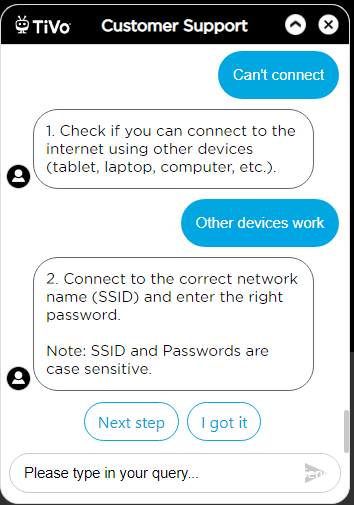 TiVo Customer Support
Can't connect
1. Check if you can connect to the
internet using other devices
(tablet, laptop, computer, etc.).
Other devices work
2. Connect to the correct network
name (SSID) and enter the right
password.
Note: SSID and Passwords are
case sensitive.
Next step
I got it
Please type in your query...